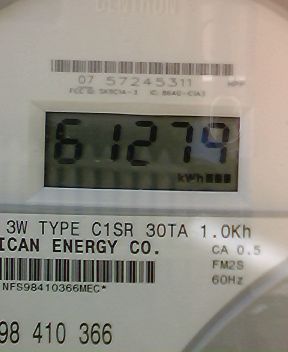 CENTRON
07 57245311
61279
kWh
3W TYPE C1SR 30TA 1.0Kh
ICAN ENERGY CO.
CA 0.5
FM2S
60Hz
NFS98410366MEC*
98 410 366